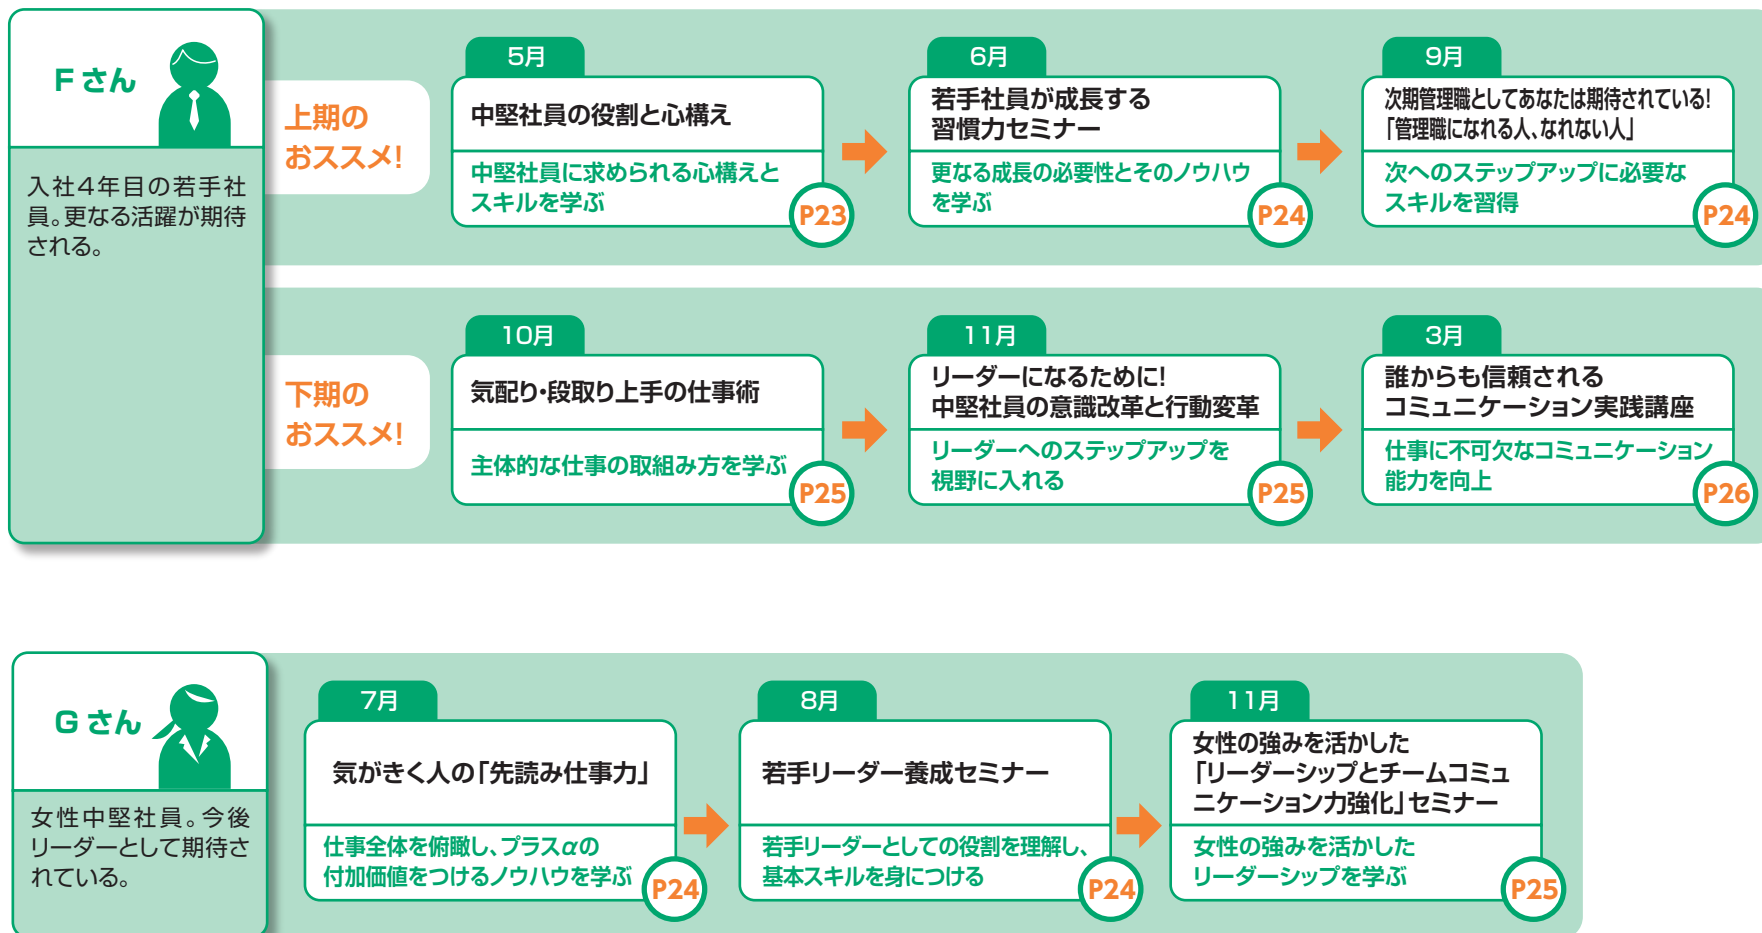 Fさん
入社4年目の若手社
員。更なる活躍が期待
される。
上期の
おススメ!
5月
中堅社員の役割と心構え
中堅社員に求められる心構えと
スキルを学ぶ
P23
6月
若手社員が成長する
習慣力セミナー
更なる成長の必要性とそのノウハウ
を学ぶ
P24
9月
次期管理職としてあなたは期待されている!
「管理職になれる人、なれない人」
次へのステップアップに必要な
スキルを習得
P24
下期の
おススメ!
10月
気配り・段取り上手の仕事術
主体的な仕事の取組み方を学ぶ
P25
11月
リーダーになるために!
中堅社員の意識改革と行動変革
リーダーへのステップアップを
視野に入れる
P25
3月
誰からも信頼される
コミュニケーション実践講座
仕事に不可欠なコミュニケーション
能力を向上
P26
Gさん
女性中堅社員。今後
リーダーとして期待さ
れている。
7月
気がきく人の「先読み仕事力」
仕事全体を俯瞰し、プラスαの
付加価値をつけるノウハウを学ぶ
P24
8月
若手リーダー養成セミナー
若手リーダーとしての役割を理解し、
基本スキルを身につける
P24
11月
女性の強みを活かした
「リーダーシップとチームコミュ
ニケーション力強化」セミナー
女性の強みを活かした
リーダーシップを学ぶ
P25